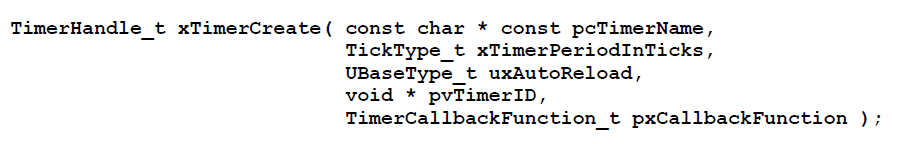 TimerHandle_t xTimerCreate( const char * const pcTimerName,
TickType_t xTimerPeriodInTicks,
UBaseType_t uxAutoReload,
void * pvTimerID,
TimerCallbackFunction_t pxCallbackFunction );